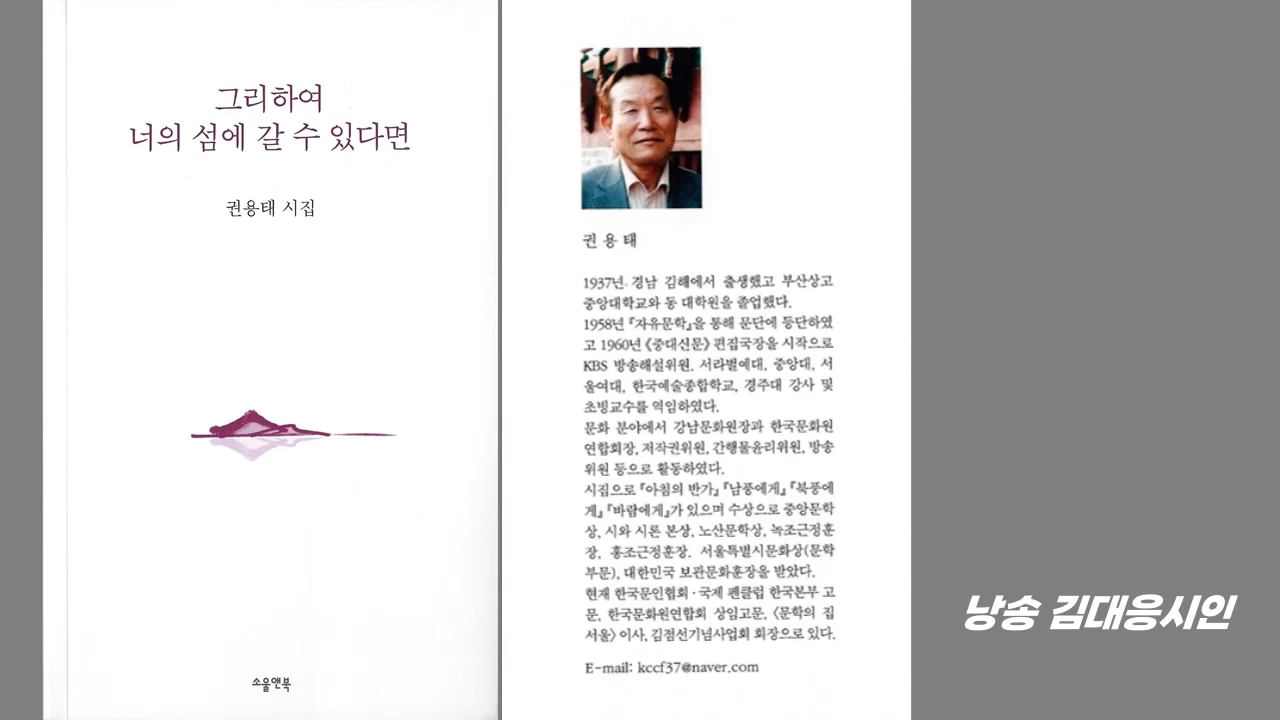 그리하여
너의 섬에 갈 수 있다면
권용태 시집
소울앤북
권 용 태
1937년 경남 김해에서 출생했고 부산상고
중앙대학교와 동 대학원을 졸업했다.
1958년 『자유문학』을 통해 문단에 등단하였
고 1960년 《중대신문》 편집국장을 시작으로
KBS 방송해설위원. 서라벌예대, 중앙대, 서
울여대, 한국예술종합학교, 경주대 강사 및
초빙교수를 역임하였다.
문화 분야에서 강남문화원장과 한국문화원
연합회장, 저작권위원, 간행물윤리위원, 방송
위원 등으로 활동하였다.
시집으로 『아침의 반가』 『남풍에게』 『북풍에
게』 『바람에게』가 있으며 수상으로 중앙문학
상, 시와 시론 본상, 노산문학상, 녹조근정훈
장, 홍조근정훈장. 서울특별시문화상(문학
부문), 대한민국 보관문화훈장을 받았다.
현재 한국문인협회·국제 펜클럽 한국본부 고
문, 한국문화원연합회 상임고문, 〈문학의 집
서울〉 이사, 김점선기념사업회 회장으로 있다.
E-mail: kccf37@naver.com
낭송 김대응시인